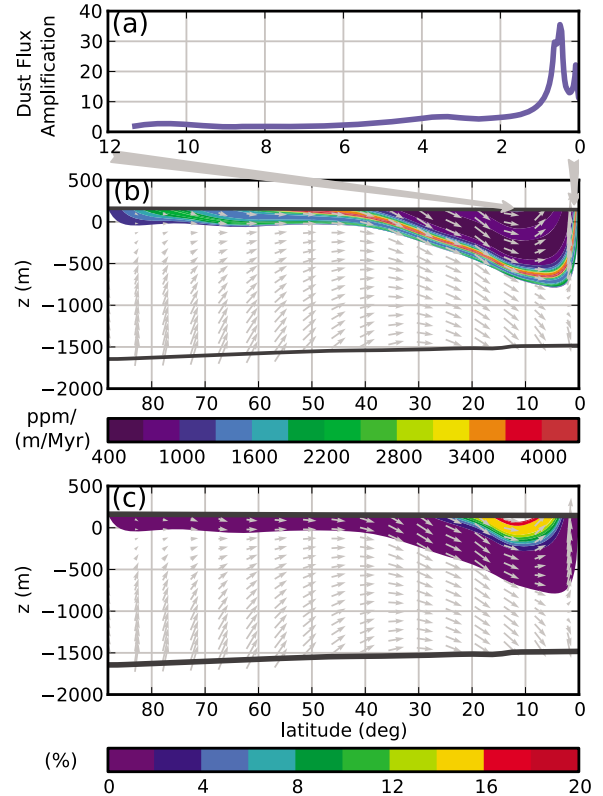 (a)
Dust Flux
Amplification
40
30
20
10
0
12 10 8 6 4 2 0
(b)
z (m)
500
0
−500
−1000
−1500
−2000
80 70 60 50 40 30 20 10 0
ppm/
(m/Myr)
400 1000 1600 2200 2800 3400 4000
(c)
z (m)
500
0
−500
−1000
−1500
−2000
80 70 60 50 40 30 20 10 0
latitude (deg)
(%)
0 4 8 12 16 20